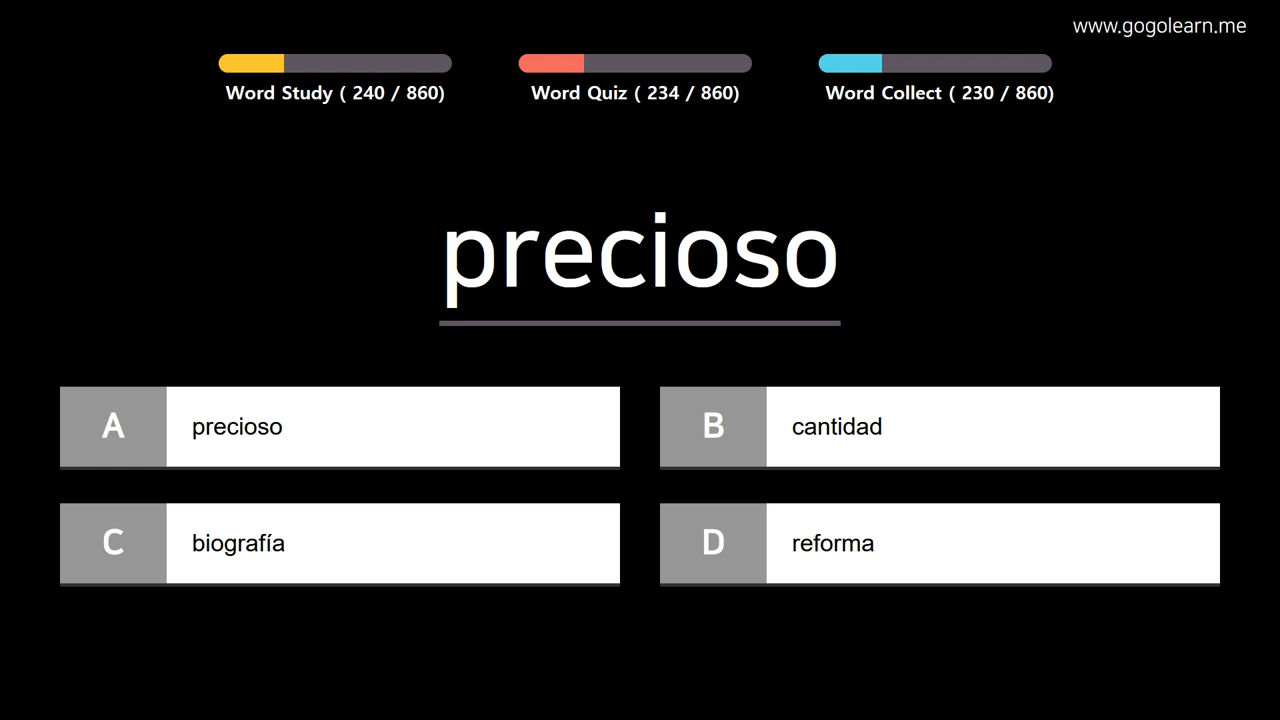 www.gogolearn.me
Word Study ( 240 / 860)
Word Quiz ( 234 / 860)
Word Collect ( 230 / 860)
precioso
A precioso
B cantidad
C biografía
D reforma